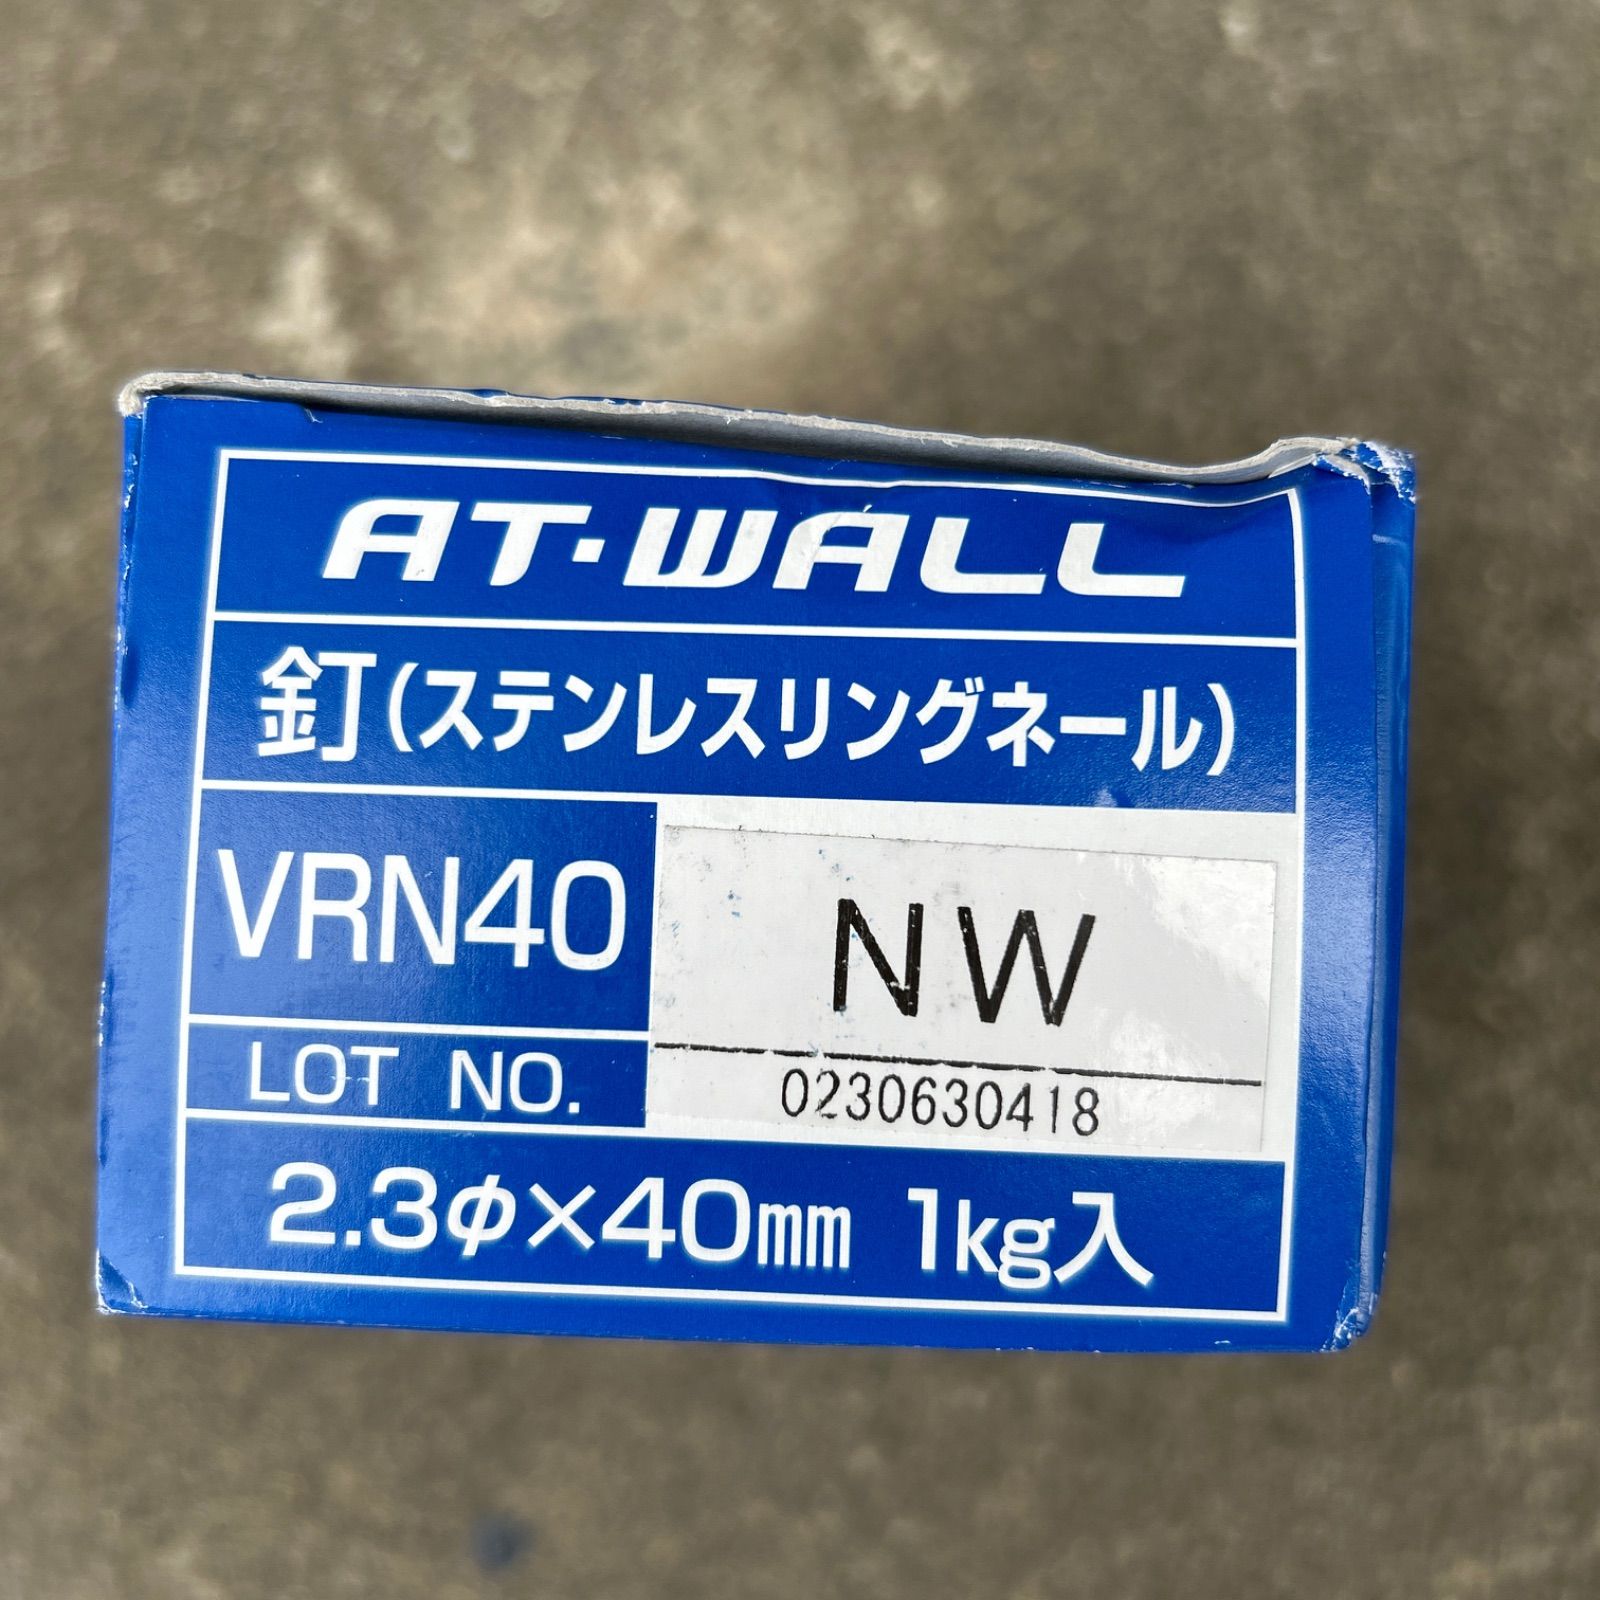 AT・WALL
釘(ステンレスリングネール)
VRN40
NW
LOT NO.
0230630418
2.3φ×40mm 1kg入